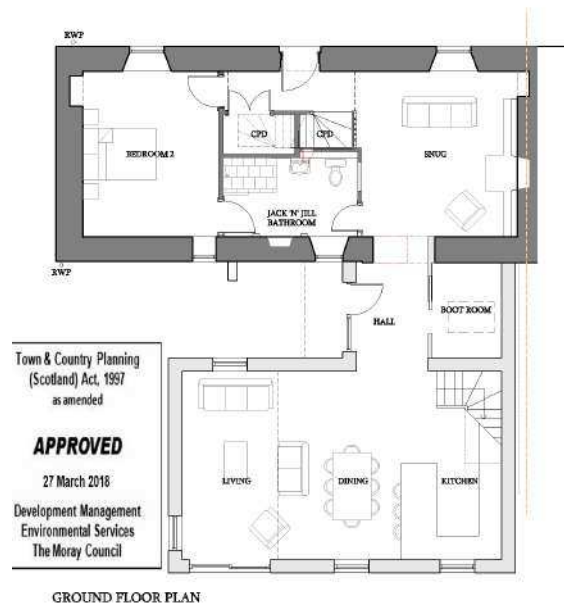 RWP
CPD
CPD
BEDROOM 2
SNUG
JACK 'N' JILL
BATHROOM
RWP
HALL
BOOT ROOM
Town & Country Planning
(Scotland) Act, 1997
as amended
APPROVED
27 March 2018
Development Management
Environmental Services
The Moray Council
LIVING
DINING
KITCHEN
GROUND FLOOR PLAN